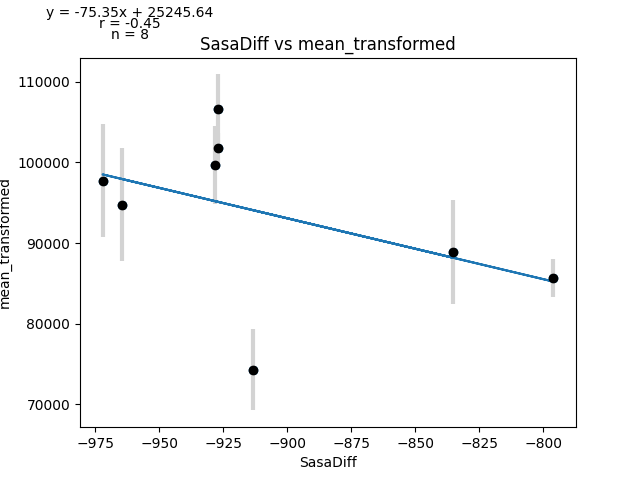 y = -75.35x + 25245.64
r = -0.45
n = 8
SasaDiff vs mean_transformed
110000
100000
90000
80000
70000
mean_transformed
−975
−950
−925
−900
−875
−850
−825
−800
SasaDiff